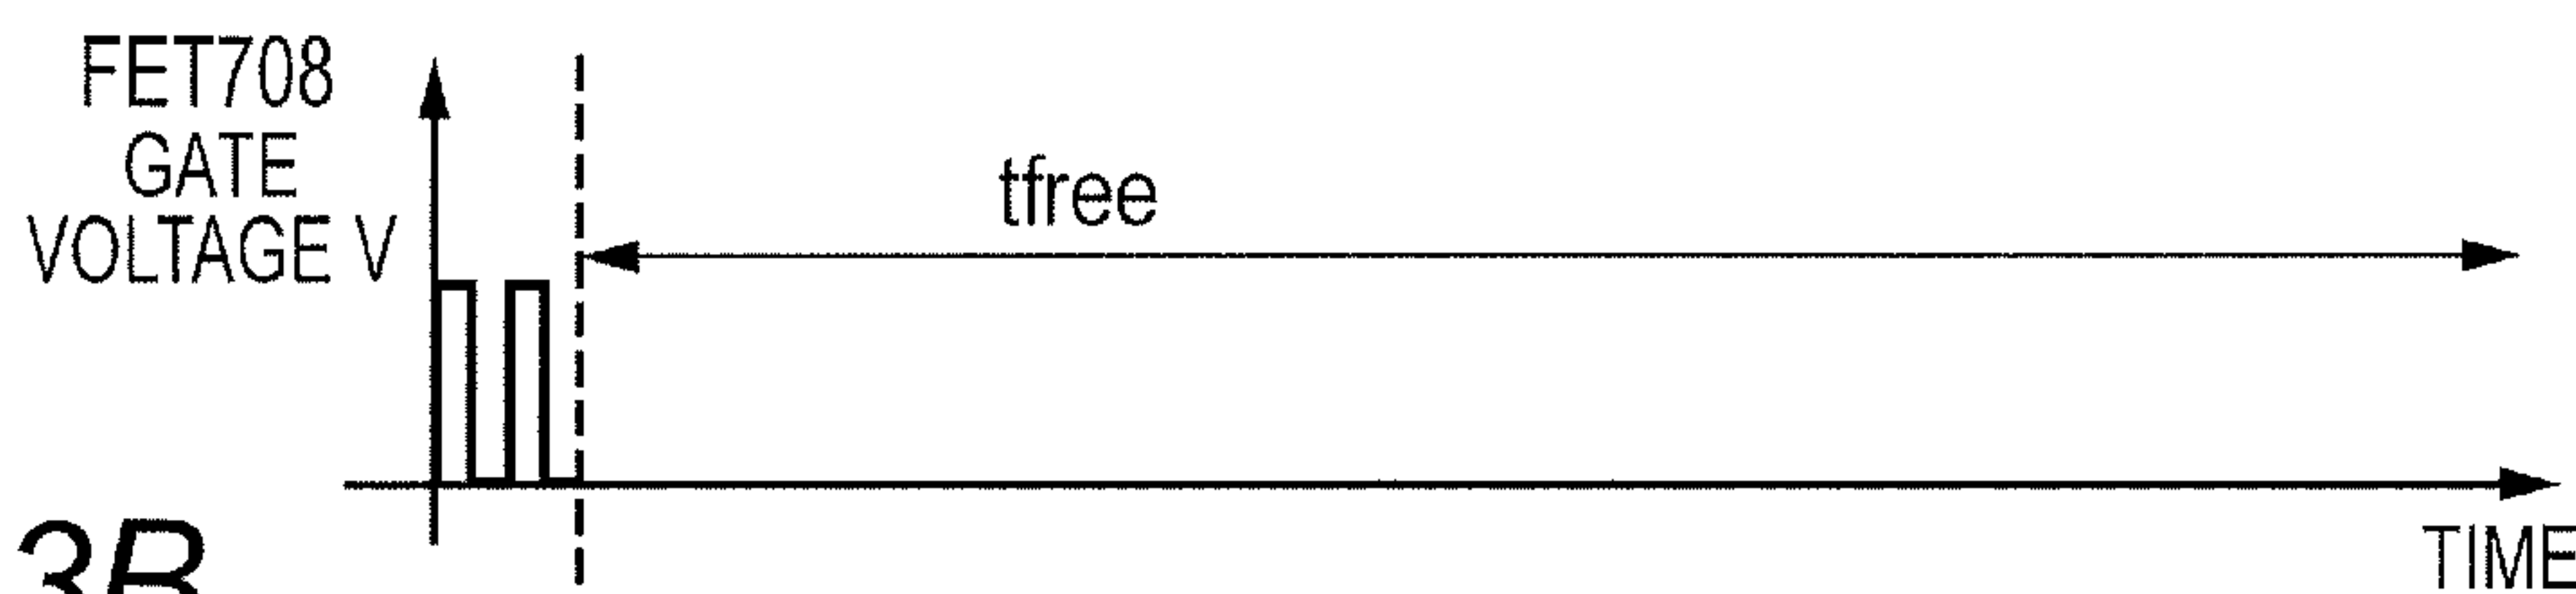 FET708
GATE
VOLTAGE V
tfree
TIME
3B